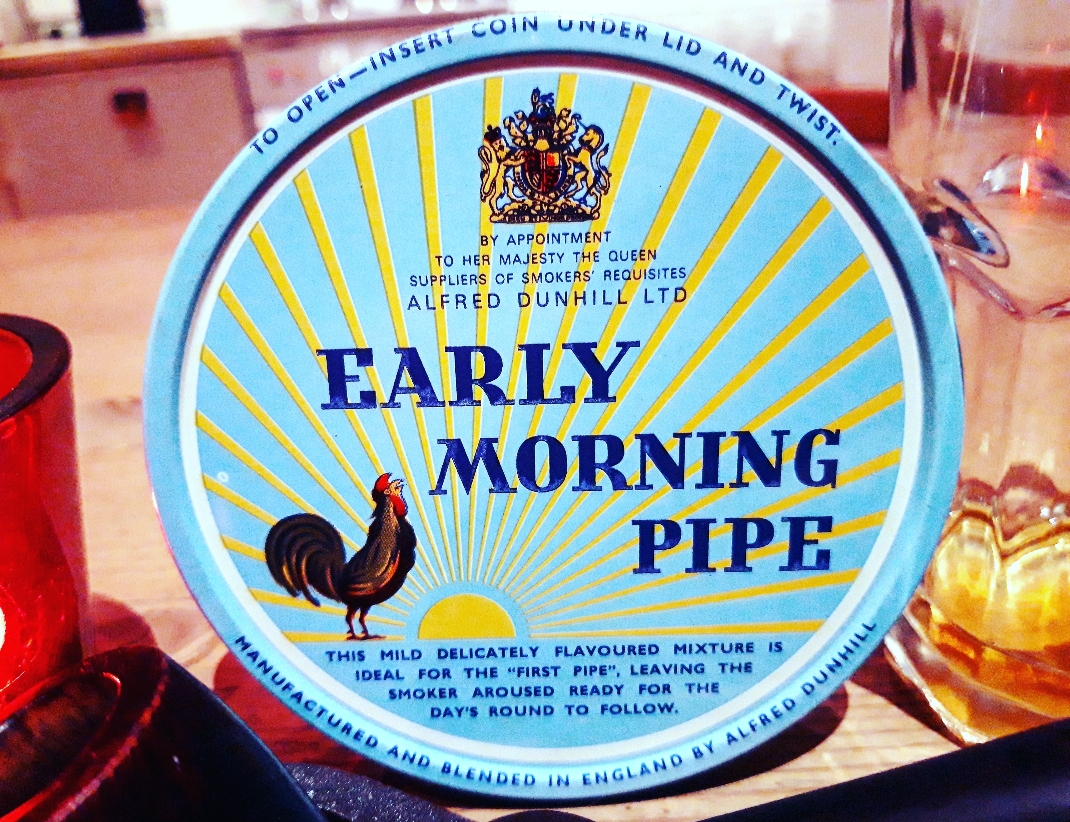 TO OPEN—INSERT COIN UNDER LID AND TWIST.
BY APPOINTMENT
TO HER MAJESTY THE QUEEN
SUPPLIERS OF SMOKERS' REQUISITES
ALFRED DUNHILL LTD
EARLY
MORNING
PIPE
THIS MILD DELICATELY FLAVOURED MIXTURE IS
IDEAL FOR THE "FIRST PIPE", LEAVING THE
SMOKER AROUSED READY FOR THE
DAY'S ROUND TO FOLLOW.
MANUFACTURED AND BLENDED IN ENGLAND BY ALFRED DUNHILL